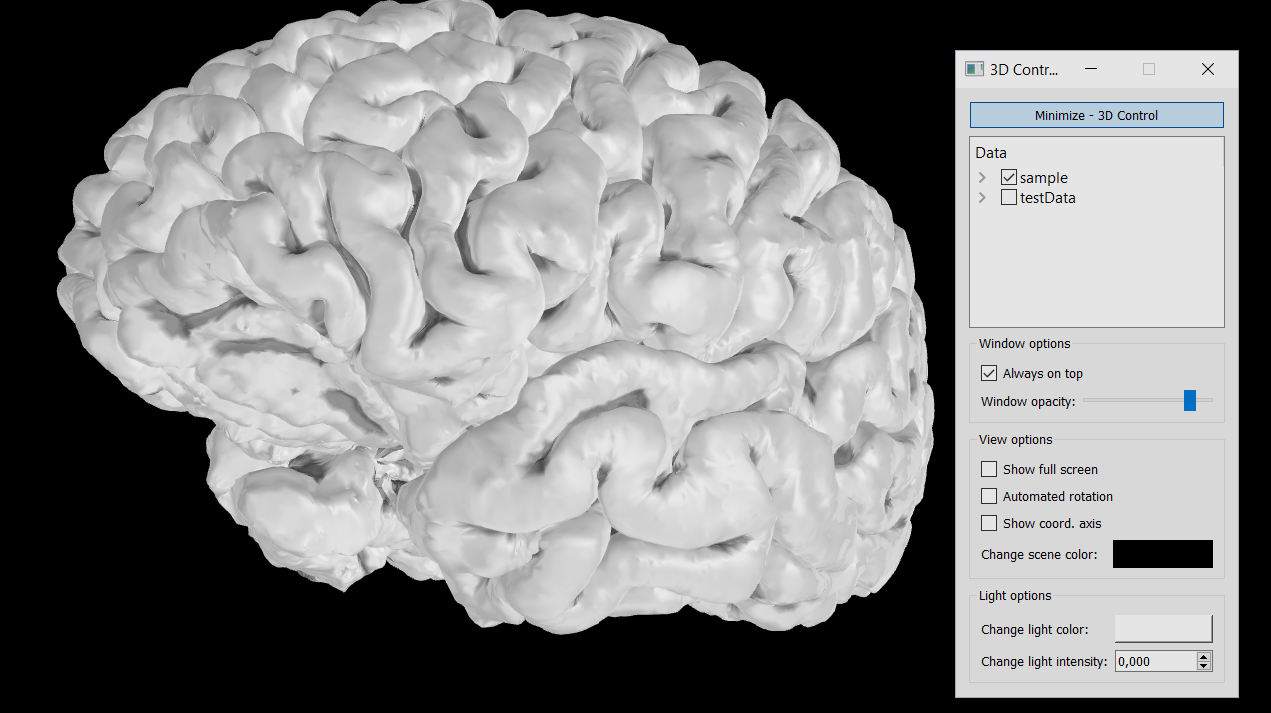 3D Contr...
Minimize - 3D Control
Data
sample
testData
Window options
Always on top
Window opacity:
View options
Show full screen
Automated rotation
Show coord. axis
Change scene color:
Light options
Change light color:
Change light intensity: 0,000